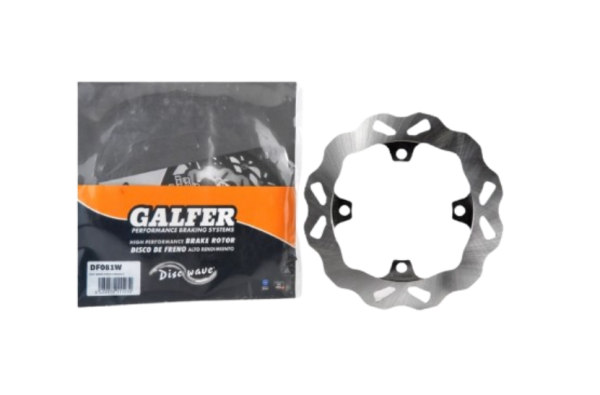 GALFER
PERFORMANCE BRAKING SYSTEMS
HIGH PERFORMANCE BRAKE ROTOR
DISCO DE FRENO ALTO RENDIMIENTO
DF081W
Disc wave